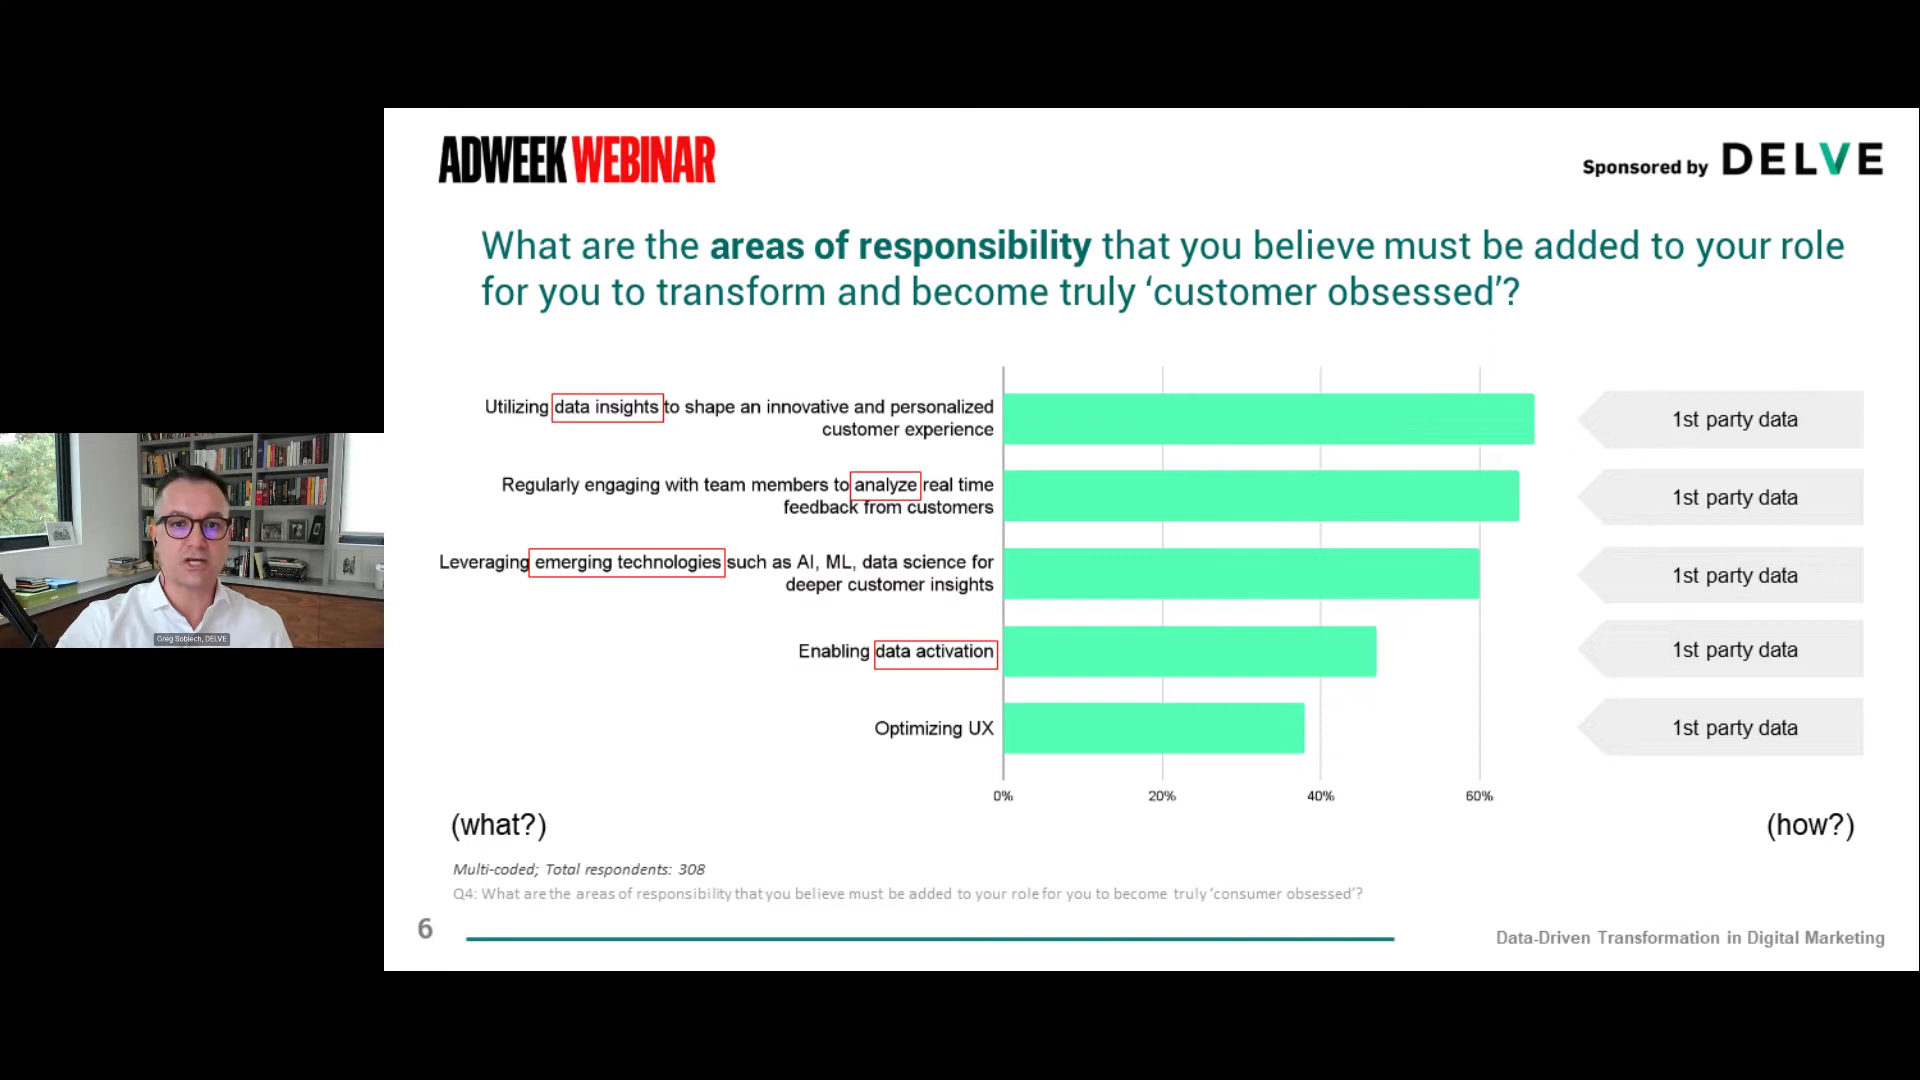 ADWEEK WEBINAR
Sponsored by DELVE
What are the areas of responsibility that you believe must be added to your role
for you to transform and become truly ‘customer obsessed’?
Utilizing data insights to shape an innovative and personalized
customer experience
1st party data
Regularly engaging with team members to analyze real time
feedback from customers
1st party data
Leveraging emerging technologies such as AI, ML, data science for
deeper customer insights
1st party data
Enabling data activation
1st party data
Optimizing UX
1st party data
0% 20% 40% 60%
(what?)
(how?)
Multi-coded; Total respondents: 308
Q4: What are the areas of responsibility that you believe must be added to your role for you to become truly ‘consumer obsessed’?
6
Data-Driven Transformation in Digital Marketing
Greg Sobiech, DELVE